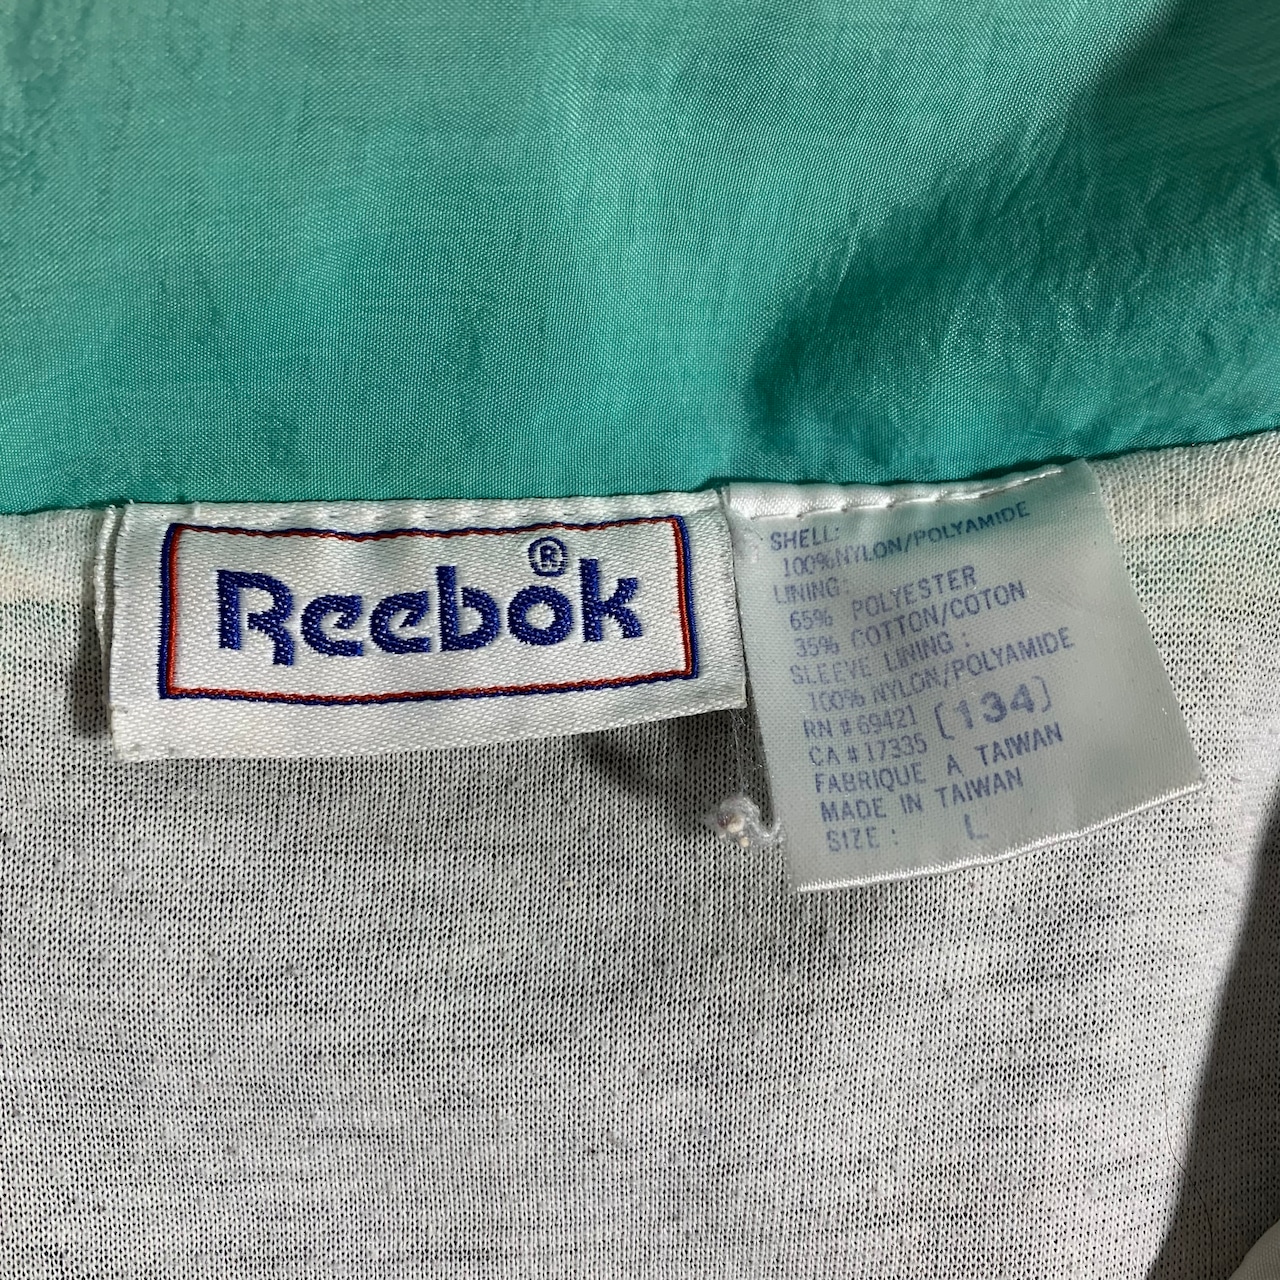 Reebok®
SHELL:
100%NYLON/POLYAMIDE
LINING:
65% POLYESTER
35% COTTON/COTON
SLEEVE LINING :
100% NYLON/POLYAMIDE
RN # 69421 (134)
CA # 17335
FABRIQUE A TAIWAN
MADE IN TAIWAN
SIZE : L